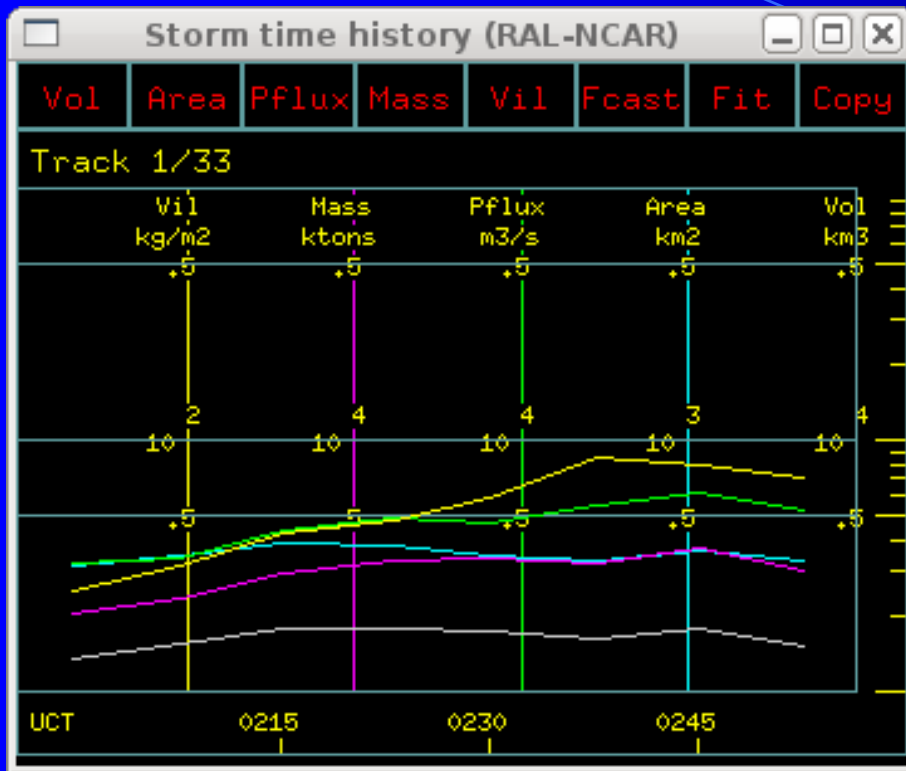 Storm time history (RAL-NCAR)
Vol Area Pflux Mass Vil Fcast Fit Copy
Track 1/33
Vil Mass Pflux Area Vol
kg/m2 ktons m3/s km2 km3
.5 .5 .5 .5 .5
2 4 4 3 4
10 10 10 10 10
.5 .5 .5 .5 .5
UCT 0215 0230 0245